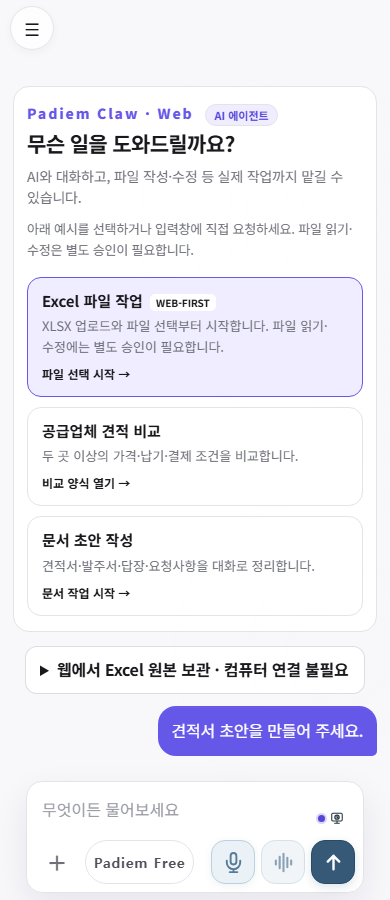 Padiem Claw · Web AI 에이전트
무슨 일을 도와드릴까요?
AI와 대화하고, 파일 작성·수정 등 실제 작업까지 맡길 수
있습니다.
아래 예시를 선택하거나 입력창에 직접 요청하세요. 파일 읽기·
수정은 별도 승인이 필요합니다.
Excel 파일 작업 WEB-FIRST
XLSX 업로드와 파일 선택부터 시작합니다. 파일 읽기·
수정에는 별도 승인이 필요합니다.
파일 선택 시작 →
공급업체 견적 비교
두 곳 이상의 가격·납기·결제 조건을 비교합니다.
비교 양식 열기 →
문서 초안 작성
견적서·발주서·답장·요청사항을 대화로 정리합니다.
문서 작업 시작 →
▶ 웹에서 Excel 원본 보관 · 컴퓨터 연결 불필요
견적서 초안을 만들어 주세요.
무엇이든 물어보세요
Padiem Free